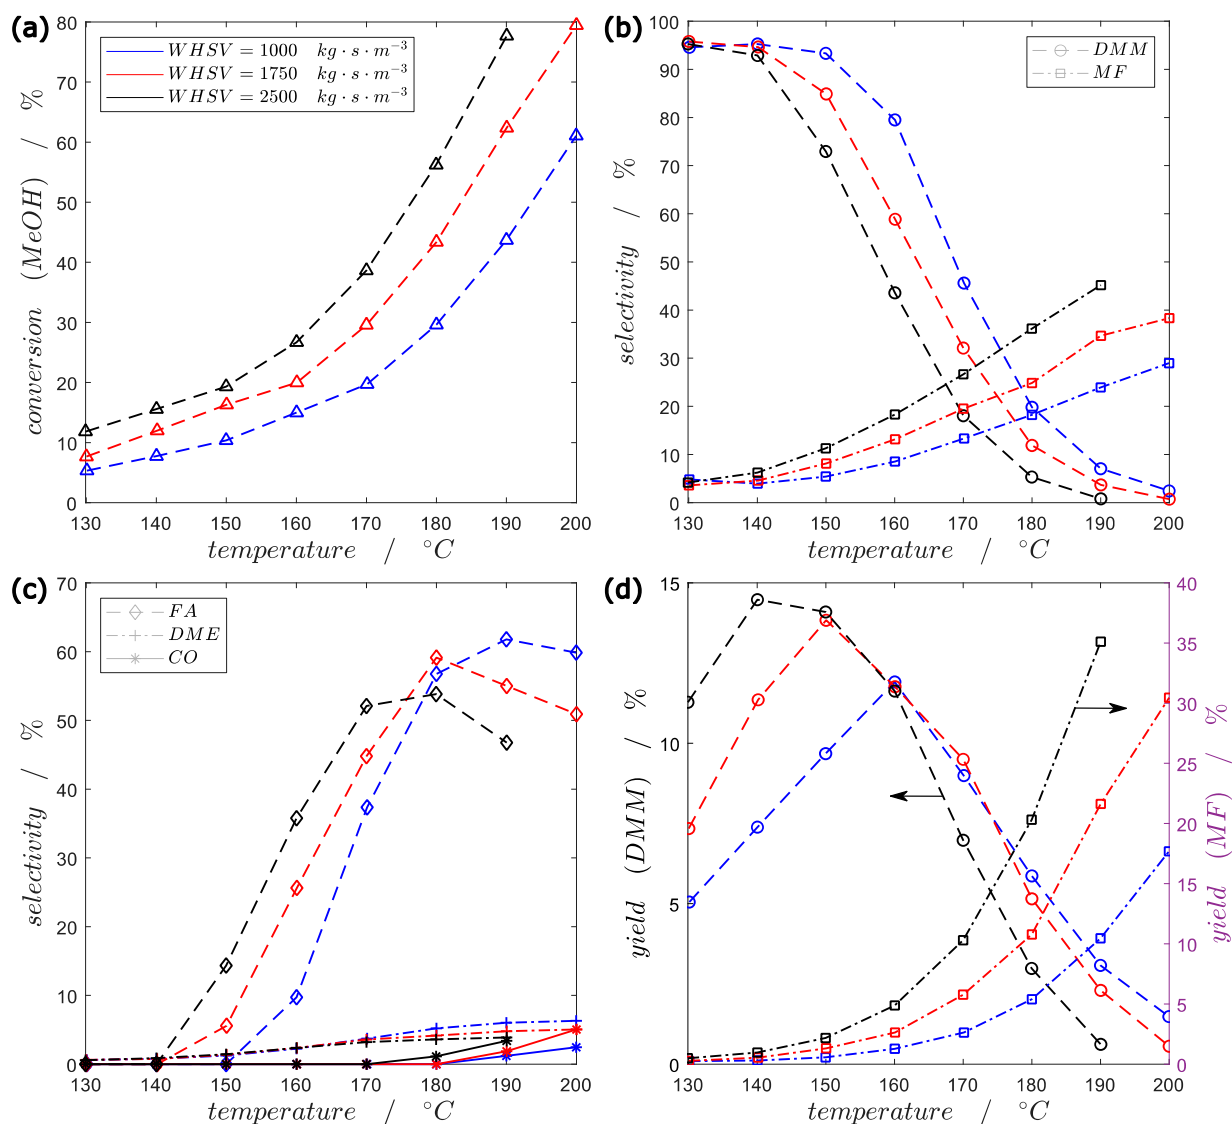 (a)
80
70
60
50
40
30
20
10
0
conversion (MeOH) / %
WHSV = 1000 kg · s · m⁻³
WHSV = 1750 kg · s · m⁻³
WHSV = 2500 kg · s · m⁻³
130 140 150 160 170 180 190 200
temperature / °C
(b)
100
90
80
70
60
50
40
30
20
10
0
selectivity / %
DMM
MF
130 140 150 160 170 180 190 200
temperature / °C
(c)
70
60
50
40
30
20
10
0
selectivity / %
FA
DME
CO
130 140 150 160 170 180 190 200
temperature / °C
(d)
15
10
5
0
yield (DMM) / %
40
35
30
25
20
15
10
5
0
yield (MF) / %
130 140 150 160 170 180 190 200
temperature / °C